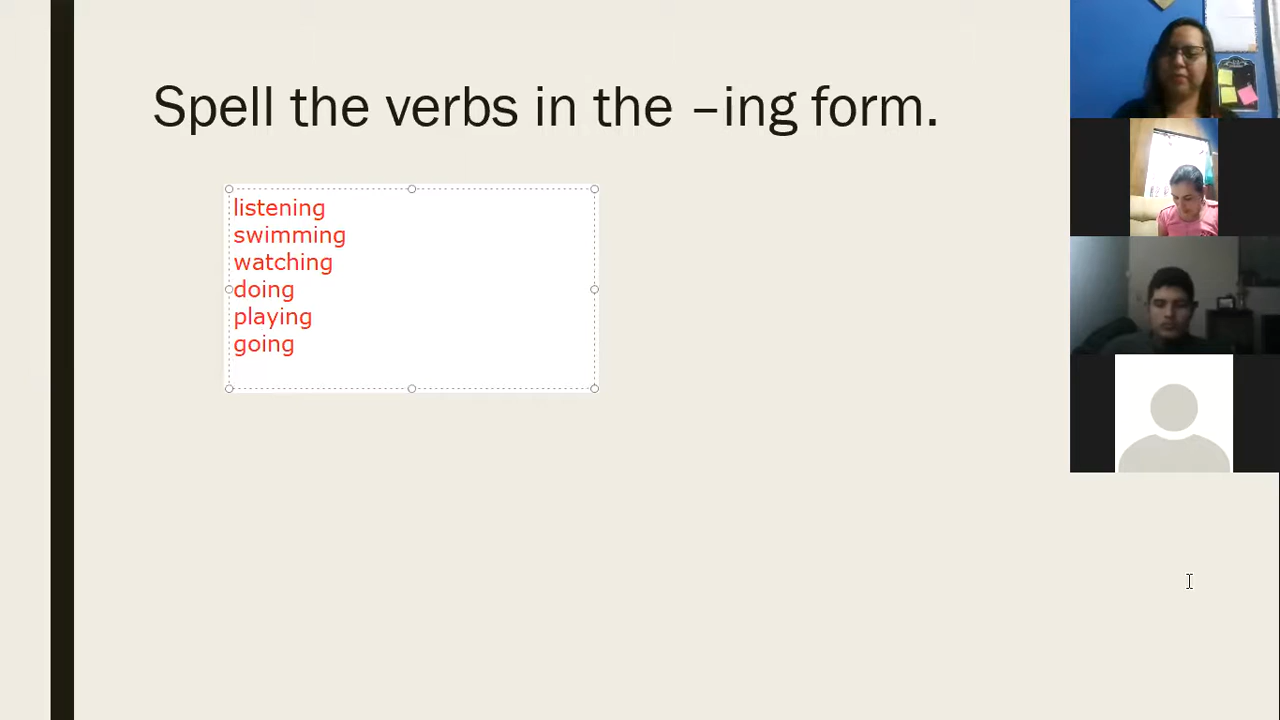 Spell the verbs in the –ing form.
listening
swimming
watching
doing
playing
going